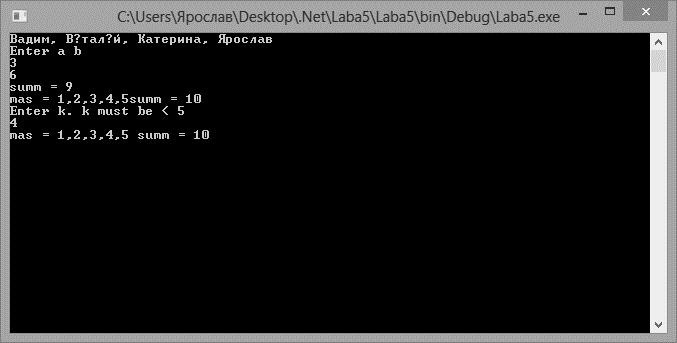 C:\Users\Ярослав\Desktop\.Net\Laba5\Laba5\bin\Debug\Laba5.exe
Вадим, В?тал?й, Катерина, Ярослав
Enter a b
3
6
summ = 9
mas = 1,2,3,4,5summ = 10
Enter k. k must be < 5
4
mas = 1,2,3,4,5 summ = 10